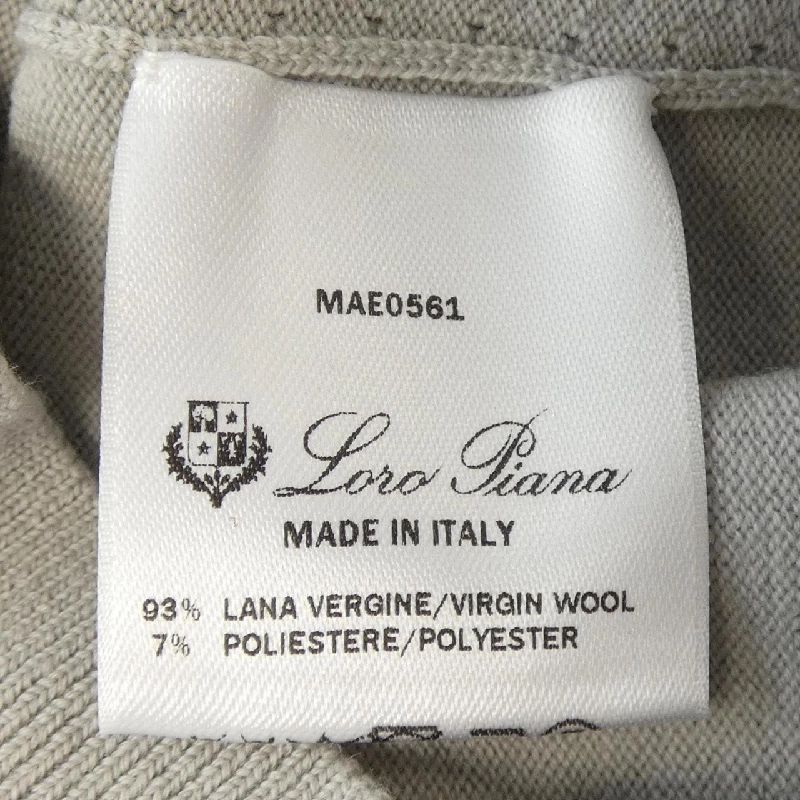 MAE0561
Loro Piana
MADE IN ITALY
93% LANA VERGINE/VIRGIN WOOL
7% POLIESTERE/POLYESTER